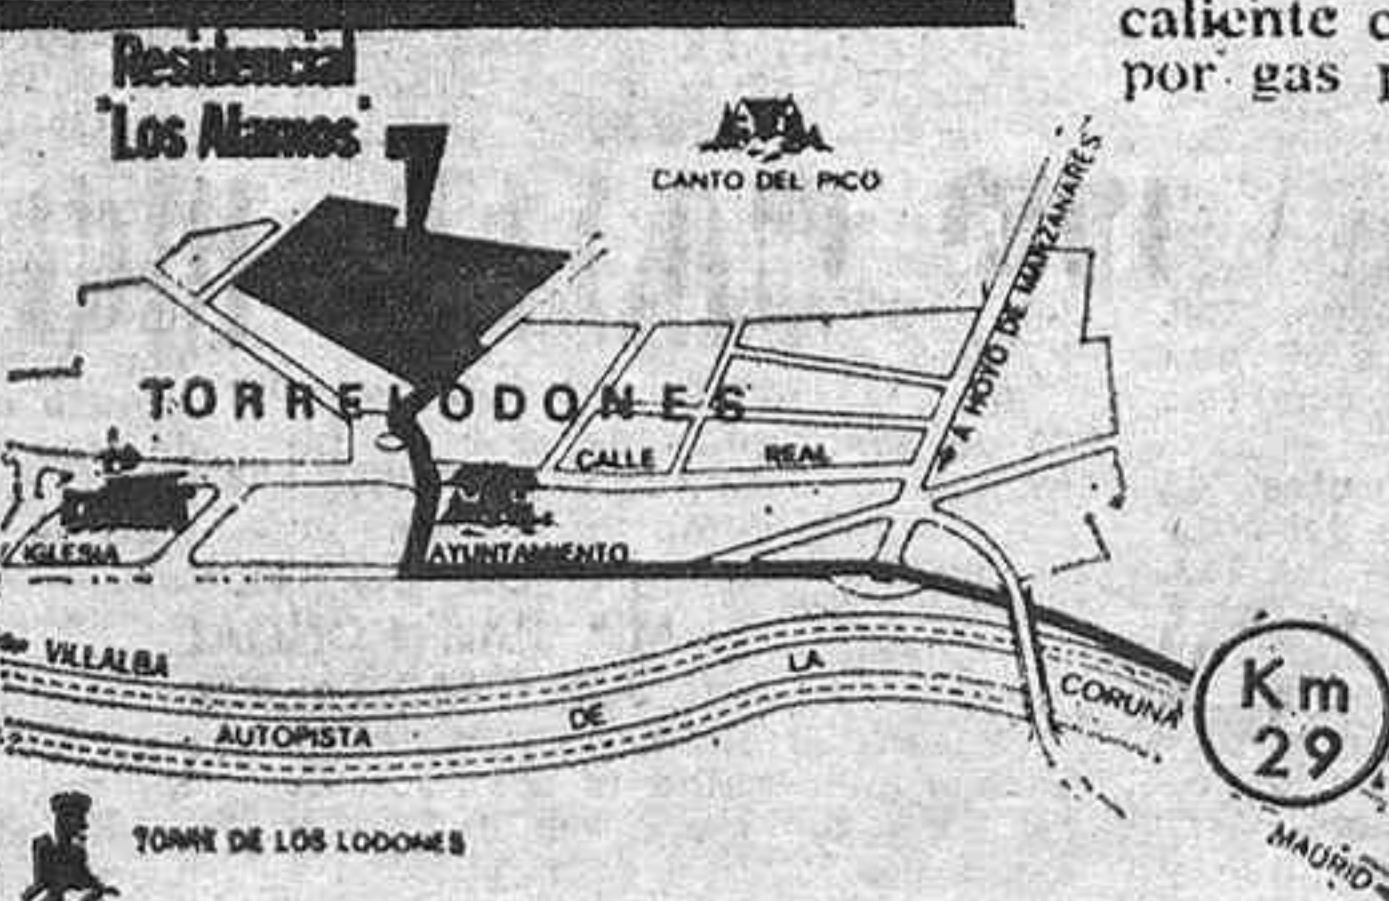 caliente c
por gas p
Residencial
"Los Alamos"
CANTO DEL PICO
A HOYO DE MANZANARES
TORRELODONES
CALLE REAL
IGLESIA
AYUNTAMIENTO
VILLALBA
AUTOPISTA DE LA CORUNA
Km
29
TORRE DE LOS LODONES
MADRID